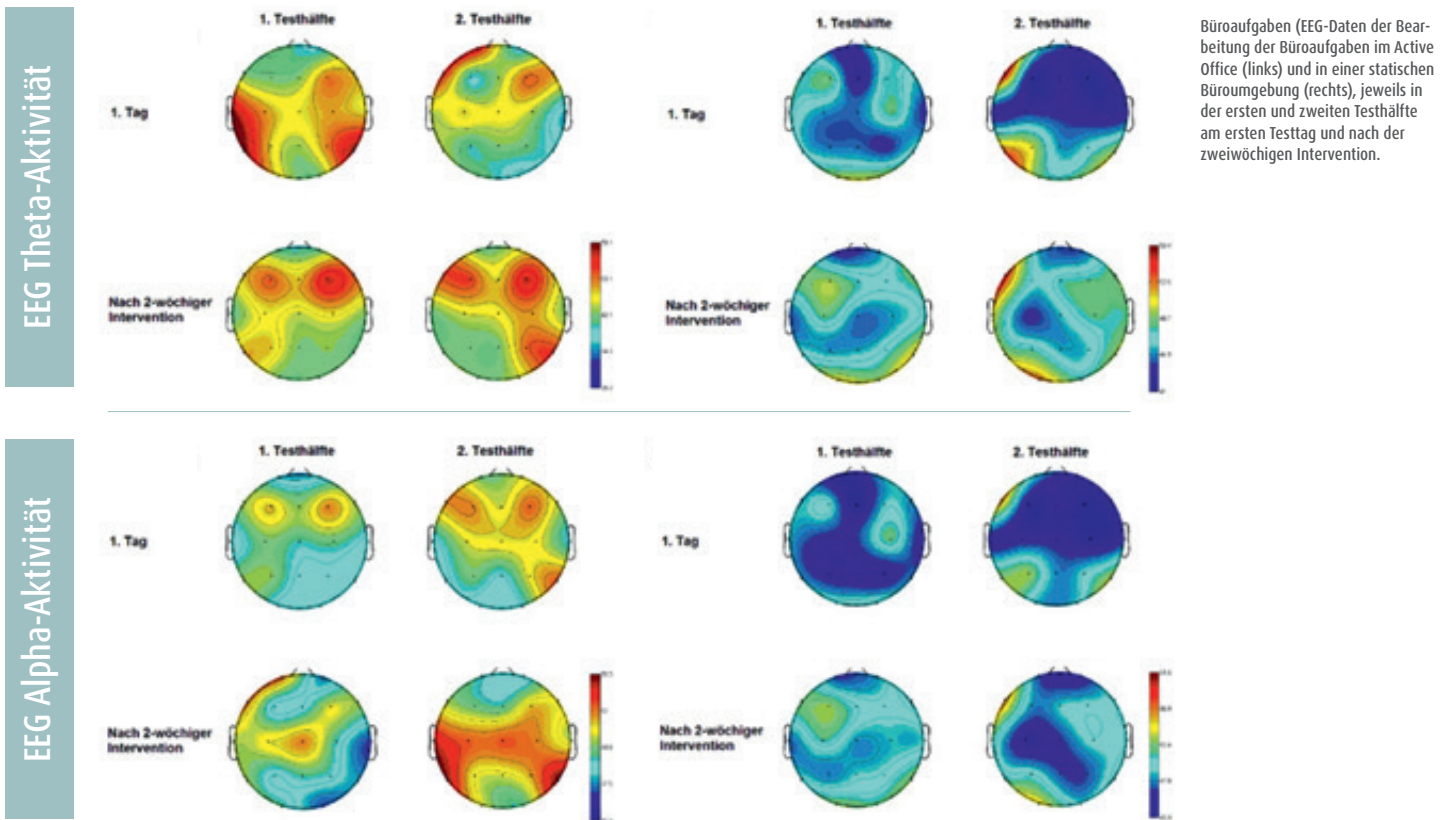 EEG Theta-Aktivität
1. Testhälfte
2. Testhälfte
1. Testhälfte
2. Testhälfte
1. Tag
1. Tag
Nach 2-wöchiger
Intervention
Nach 2-wöchiger
Intervention
Büroaufgaben (EEG-Daten der Bear-
beitung der Büroaufgaben im Active
Office (links) und in einer statischen
Büroumgebung (rechts), jeweils in
der ersten und zweiten Testhälfte
am ersten Testtag und nach der
zweiwöchigen Intervention.
EEG Alpha-Aktivität
1. Testhälfte
2. Testhälfte
1. Testhälfte
2. Testhälfte
1. Tag
1. Tag
Nach 2-wöchiger
Intervention
Nach 2-wöchiger
Intervention